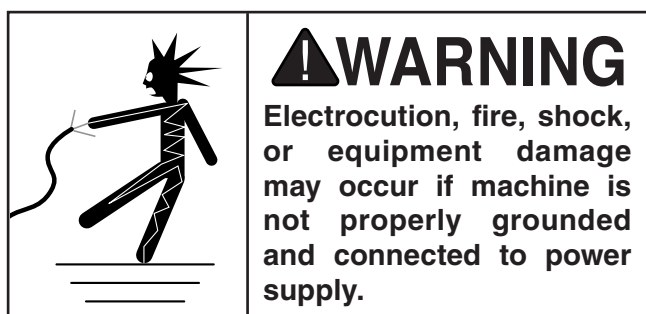 WARNING
Electrocution, fire, shock,
or equipment damage
may occur if machine is
not properly grounded
and connected to power
supply.